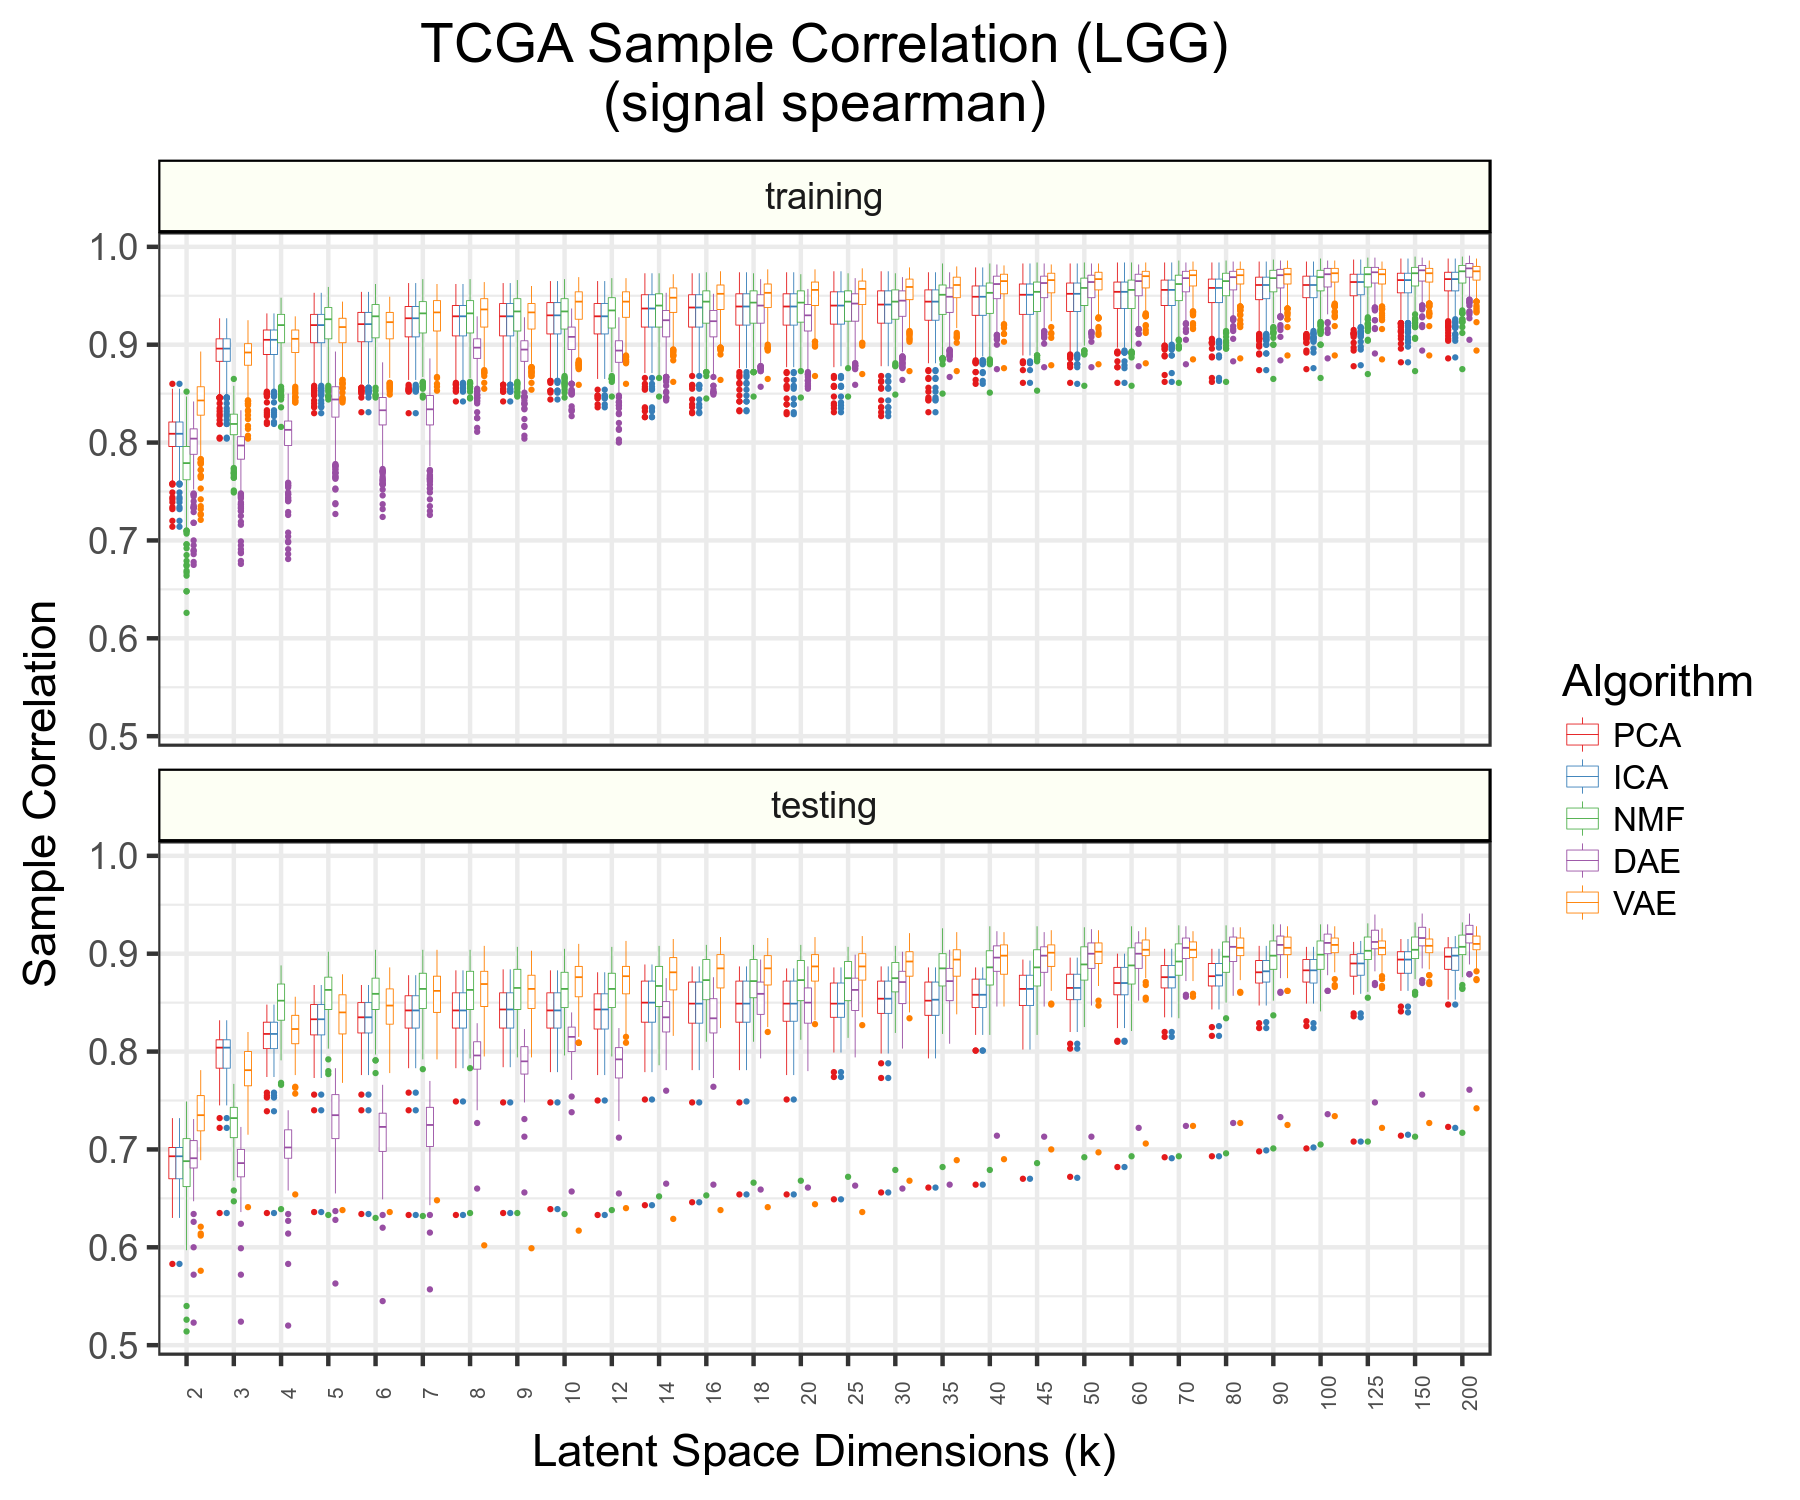 TCGA Sample Correlation (LGG)
(signal spearman)
training
1.0
0.9
0.8
0.7
0.6
0.5
Sample Correlation
testing
1.0
0.9
0.8
0.7
0.6
0.5
2 3 4 5 6 7 8 9 10 12 14 16 18 20 25 30 35 40 45 50 60 70 80 90 100 125 150 200
Latent Space Dimensions (k)
Algorithm
PCA
ICA
NMF
DAE
VAE